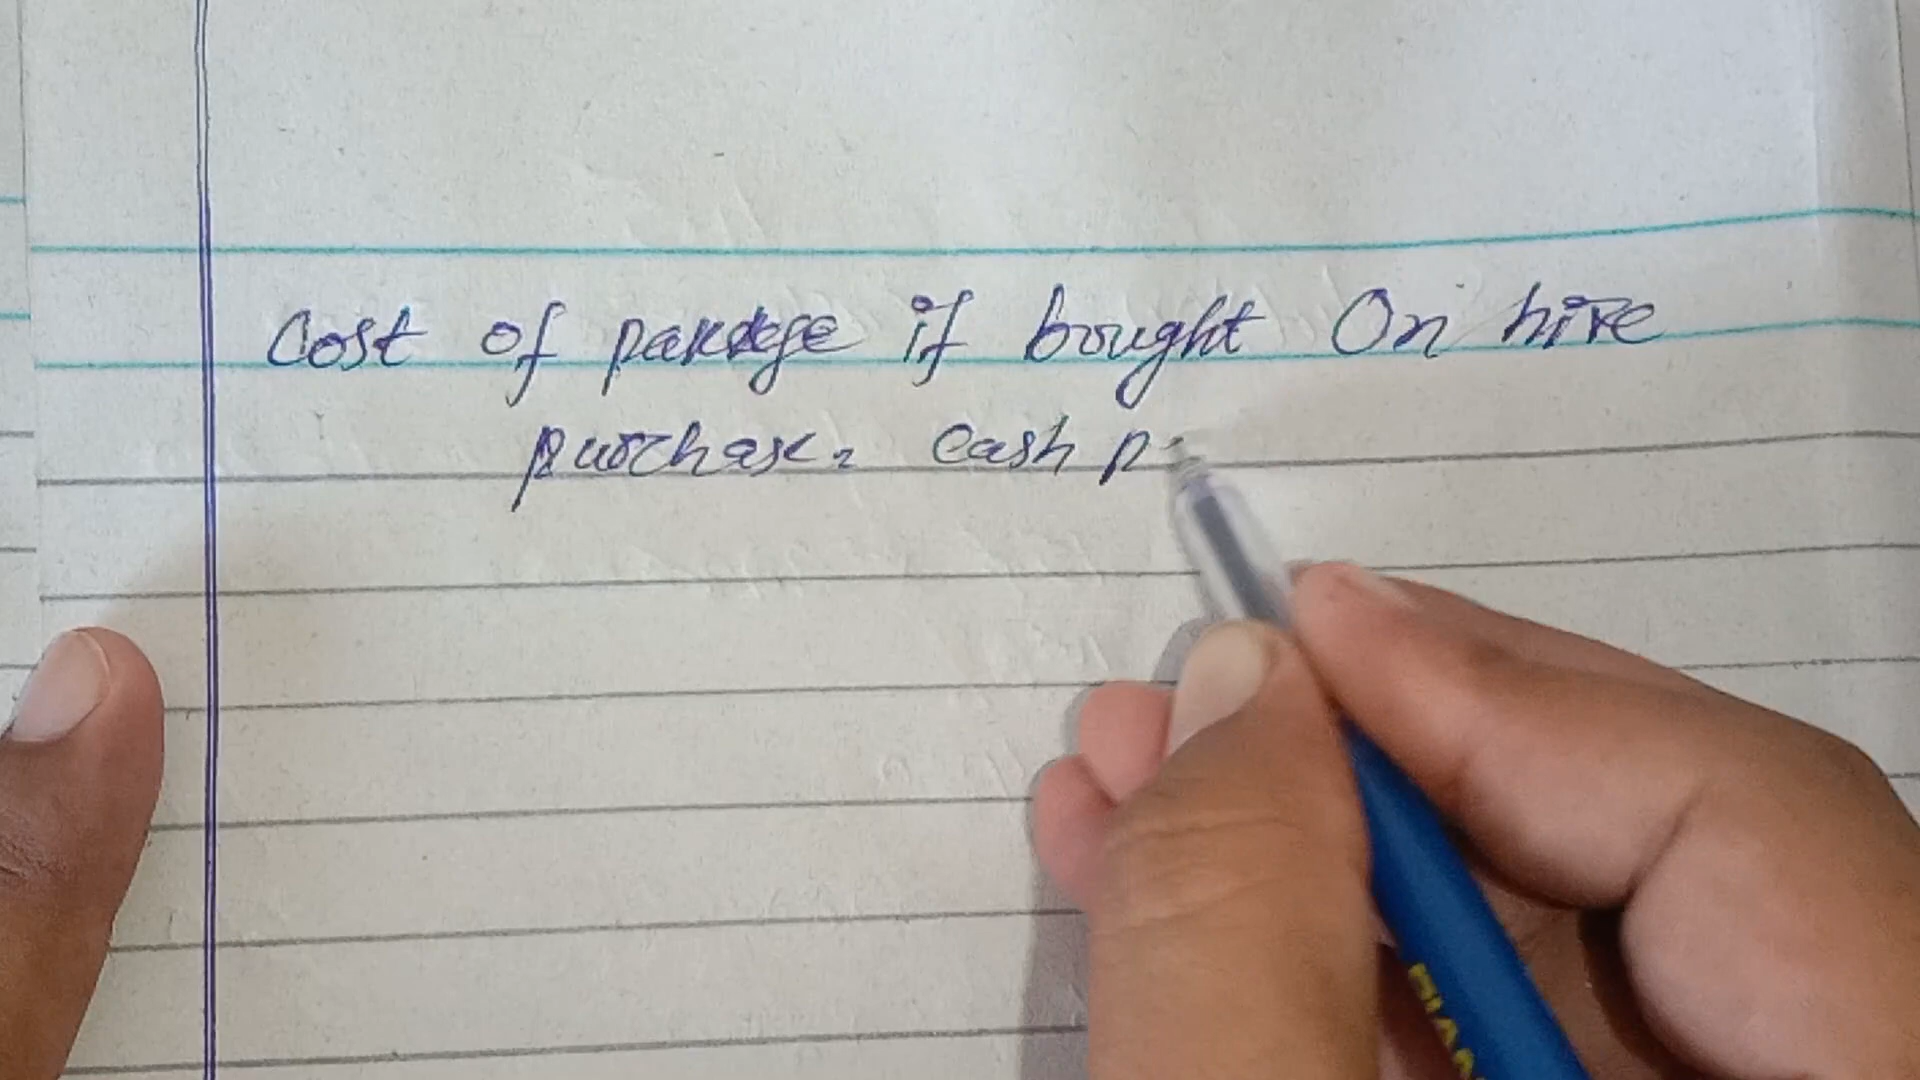 Cost of package if bought On hire
purchase = Cash p